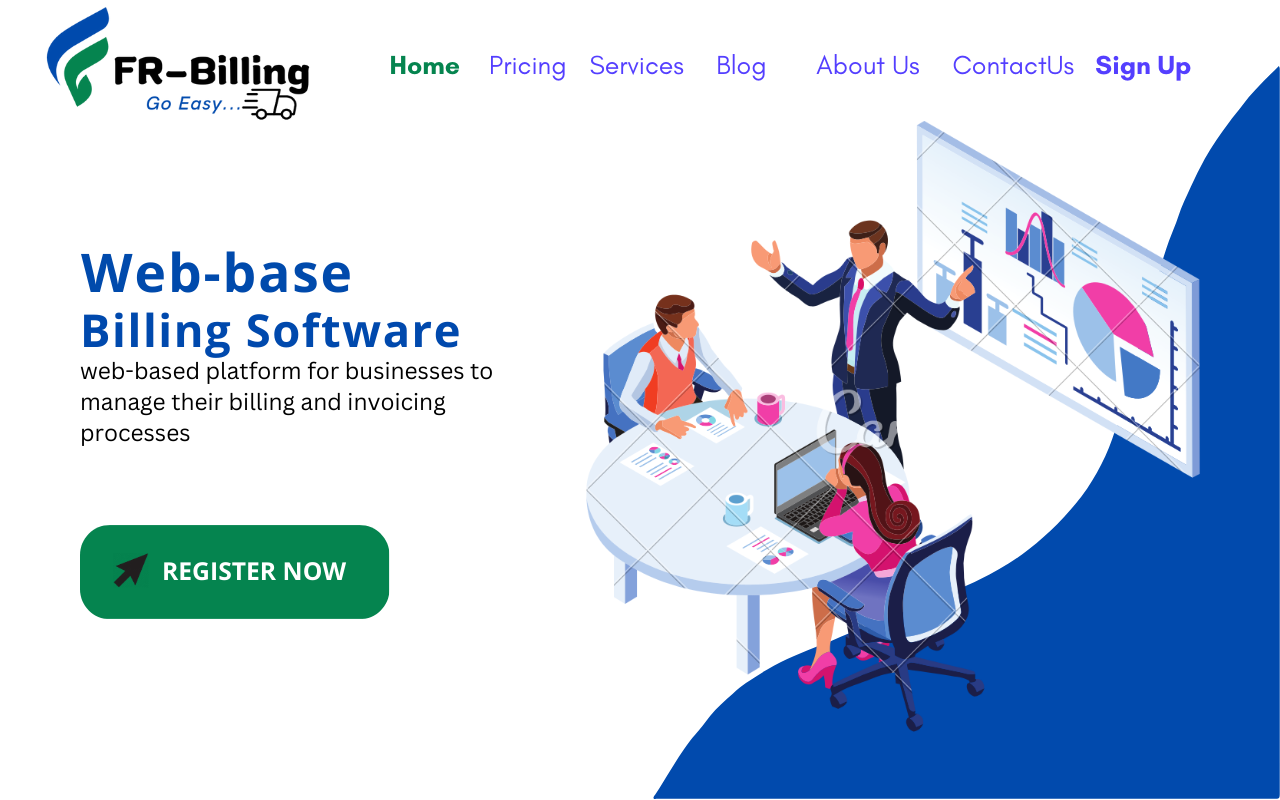 FR-Billing
Go Easy...
Home Pricing Services Blog About Us ContactUs Sign Up
Web-base
Billing Software
web-based platform for businesses to
manage their billing and invoicing
processes
REGISTER NOW